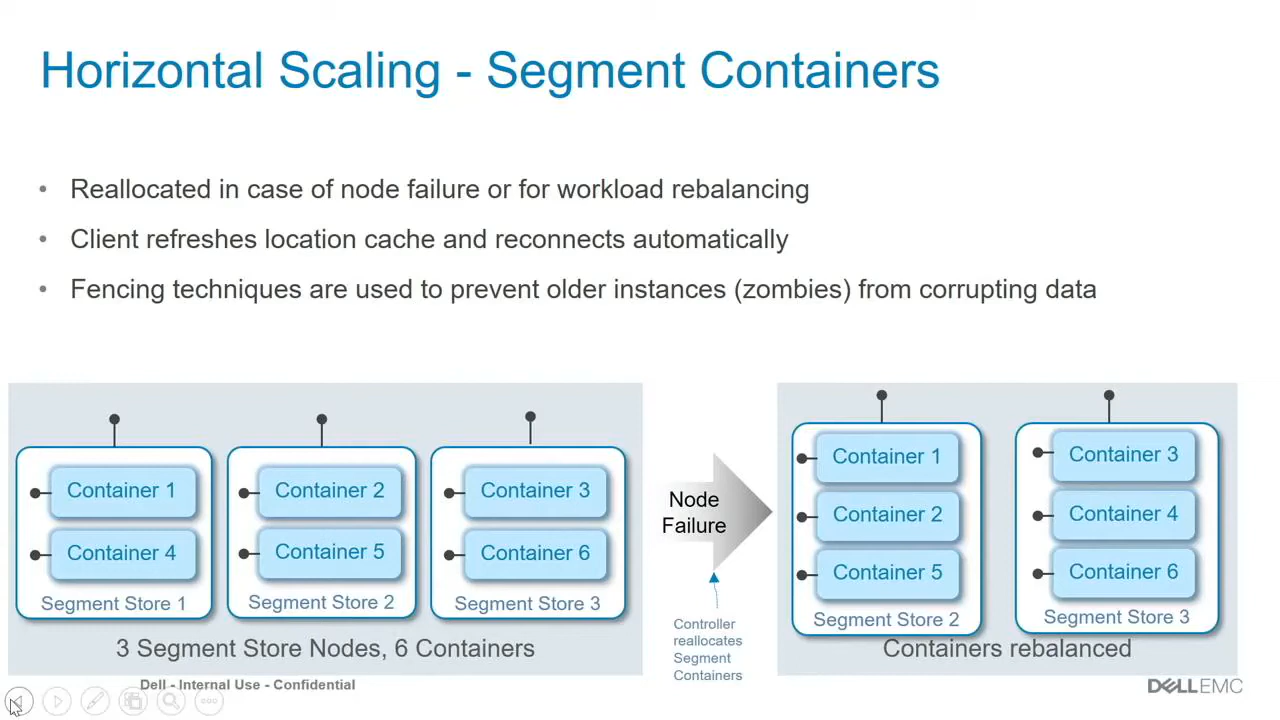 Horizontal Scaling - Segment Containers
• Reallocated in case of node failure or for workload rebalancing
• Client refreshes location cache and reconnects automatically
• Fencing techniques are used to prevent older instances (zombies) from corrupting data
Container 1
Container 4
Segment Store 1
Container 2
Container 5
Segment Store 2
Container 3
Container 6
Segment Store 3
3 Segment Store Nodes, 6 Containers
Node
Failure
Controller
reallocates
Segment
Containers
Container 1
Container 2
Container 5
Segment Store 2
Container 3
Container 4
Container 6
Segment Store 3
Containers rebalanced
Dell - Internal Use - Confidential
DELLEMC